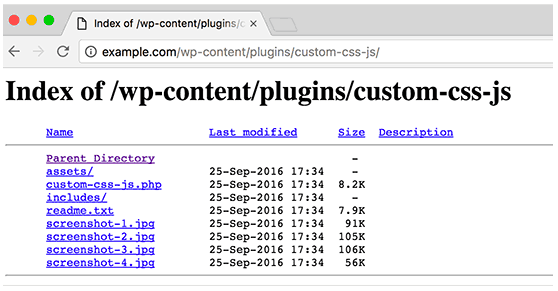 Index of /wp-content/plugins/c
example.com/wp-content/plugins/custom-css-js/
Index of /wp-content/plugins/custom-css-js
Name Last modified Size Description
Parent Directory -
assets/ 25-Sep-2016 17:34 -
custom-css-js.php 25-Sep-2016 17:34 8.2K
includes/ 25-Sep-2016 17:34 -
readme.txt 25-Sep-2016 17:34 7.9K
screenshot-1.jpg 25-Sep-2016 17:34 91K
screenshot-2.jpg 25-Sep-2016 17:34 105K
screenshot-3.jpg 25-Sep-2016 17:34 106K
screenshot-4.jpg 25-Sep-2016 17:34 56K